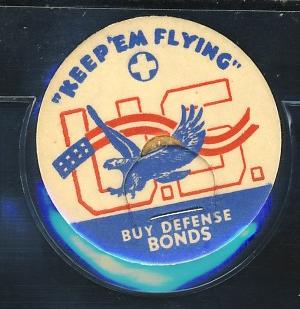 "KEEP 'EM FLYING"
U.S.
BUY DEFENSE
BONDS